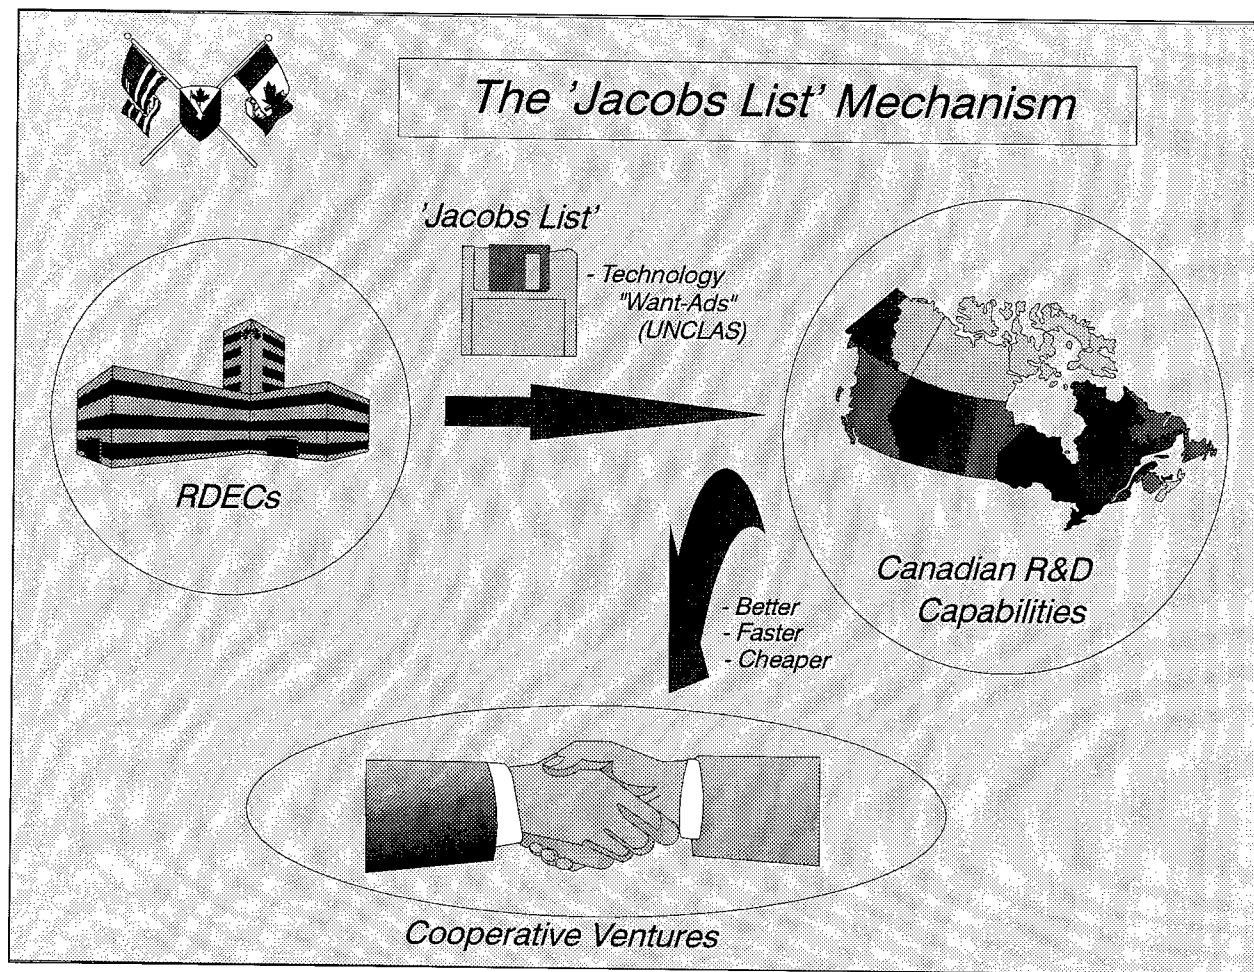 The 'Jacobs List' Mechanism
'Jacobs List'
- Technology
"Want-Ads"
(UNCLAS)
RDECs
Canadian R&D
Capabilities
- Better
- Faster
- Cheaper
Cooperative Ventures